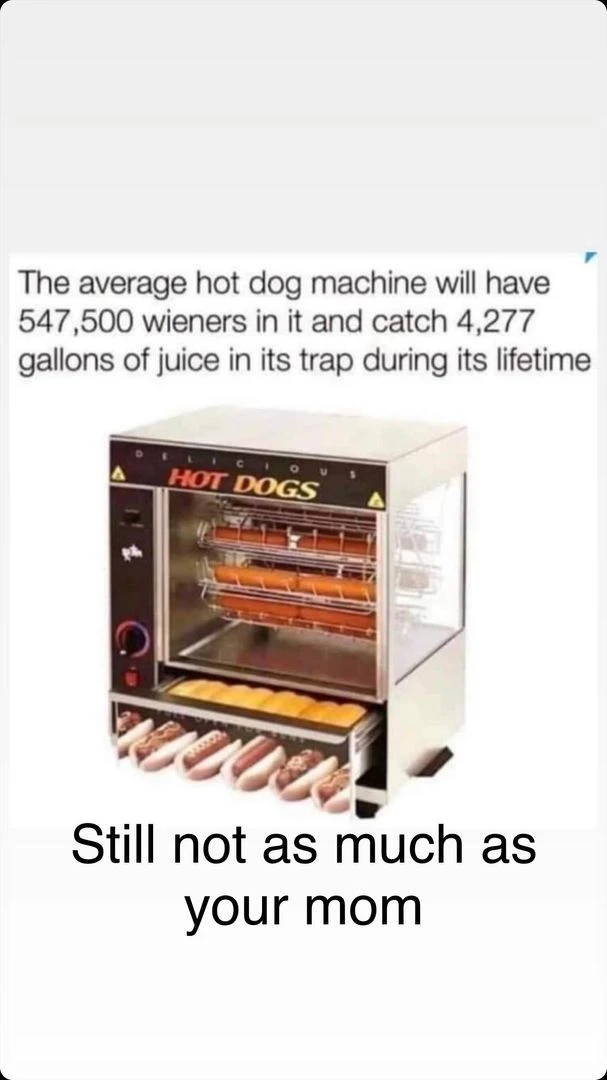 The average hot dog machine will have
547,500 wieners in it and catch 4,277
gallons of juice in its trap during its lifetime
DELICIOUS
HOT DOGS
Still not as much as
your mom